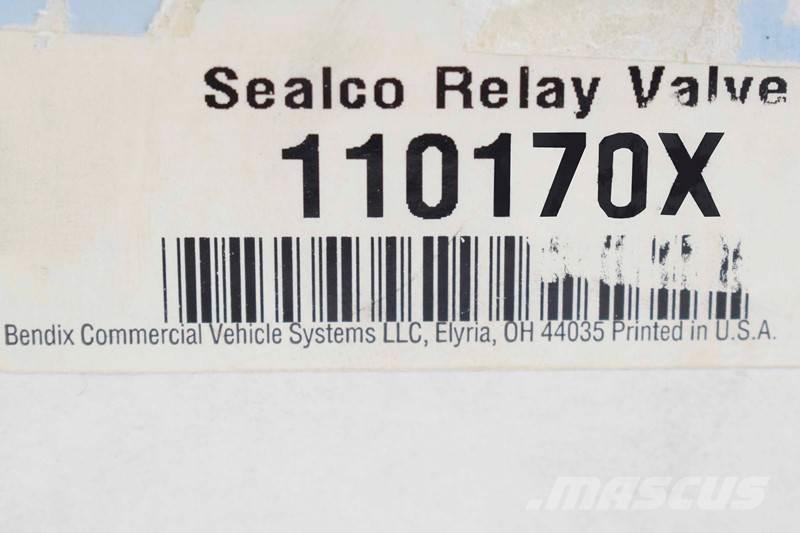 Sealco Relay Valve
110170X
Bendix Commercial Vehicle Systems LLC, Elyria, OH 44035 Printed in U.S.A.
MASCUS